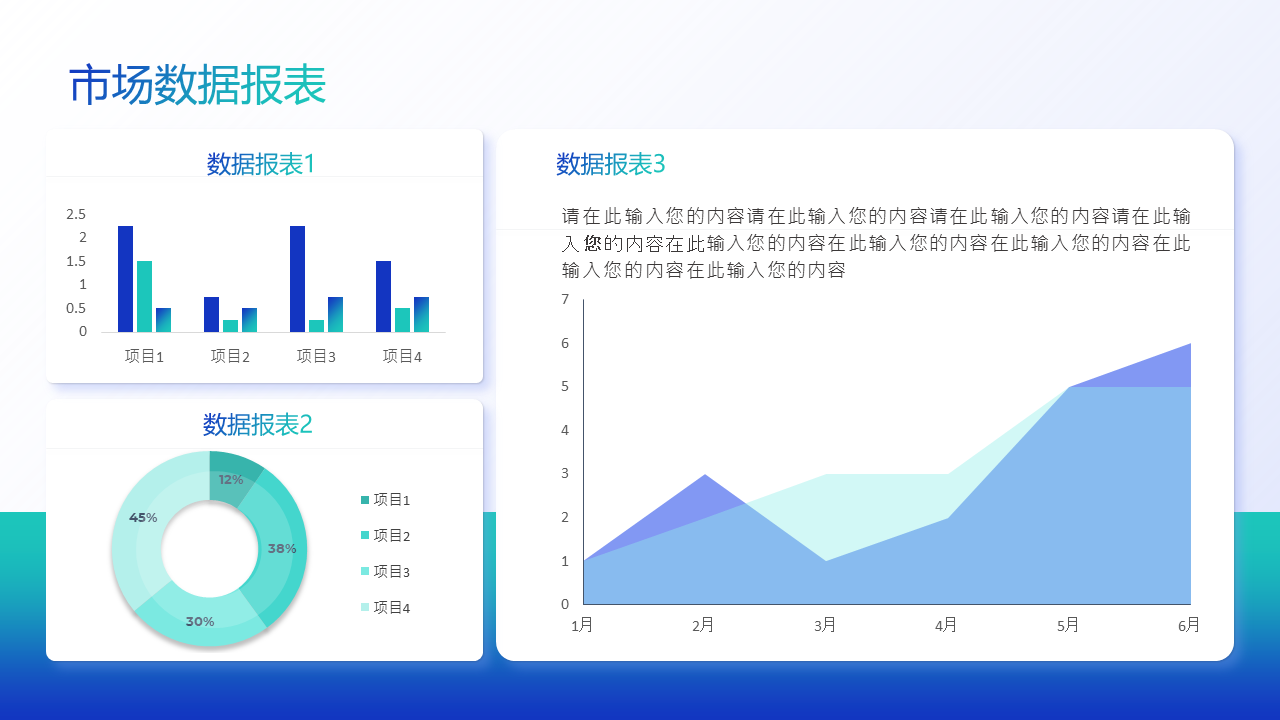 市场数据报表
数据报表1
2.5
2
1.5
1
0.5
0
项目1 项目2 项目3 项目4
数据报表2
12%
38%
30%
45%
项目1
项目2
项目3
项目4
数据报表3
请在此输入您的内容请在此输入您的内容请在此输入您的内容请在此输
入您的内容在此输入您的内容在此输入您的内容在此输入您的内容在此
输入您的内容在此输入您的内容
7
6
5
4
3
2
1
0
1月 2月 3月 4月 5月 6月